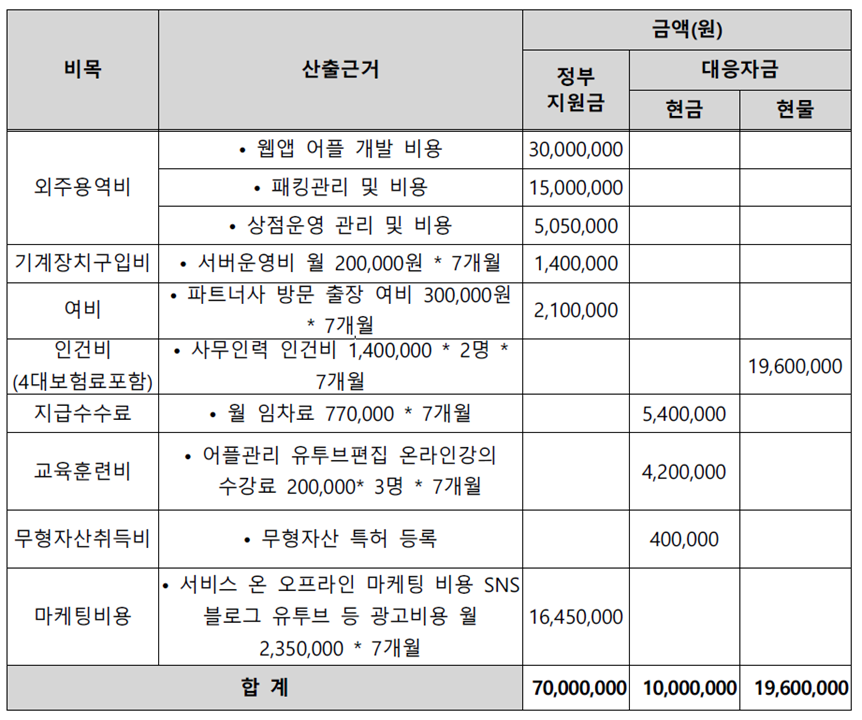 비목 산출근거 금액(원)
정부 지원금 대응자금
현금 현물
외주용역비 • 웹앱 어플 개발 비용 30,000,000
• 패킹관리 및 비용 15,000,000
• 상점운영 관리 및 비용 5,050,000
기계장치구입비 • 서버운영비 월 200,000원 * 7개월 1,400,000
여비 • 파트너사 방문 출장 여비 300,000원
* 7개월 2,100,000
인건비
(4대보험료포함) • 사무인력 인건비 1,400,000 * 2명 *
7개월 19,600,000
지급수수료 • 월 임차료 770,000 * 7개월 5,400,000
교육훈련비 • 어플관리 유투브편집 온라인강의
수강료 200,000* 3명 * 7개월 4,200,000
무형자산취득비 • 무형자산 특허 등록 400,000
마케팅비용 • 서비스 온 오프라인 마케팅 비용 SNS
블로그 유투브 등 광고비용 월
2,350,000 * 7개월 16,450,000
합 계 70,000,000 10,000,000 19,600,000